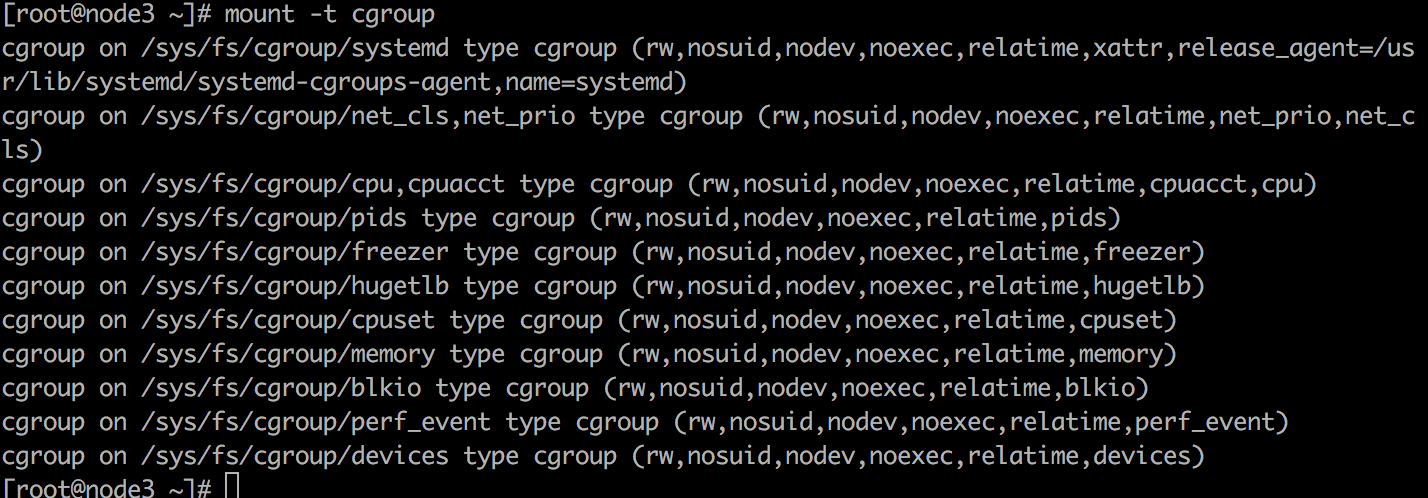 [root@node3 ~]# mount -t cgroup
cgroup on /sys/fs/cgroup/systemd type cgroup (rw,nosuid,nodev,noexec,relatime,xattr,release_agent=/us
r/lib/systemd/systemd-cgroups-agent,name=systemd)
cgroup on /sys/fs/cgroup/net_cls,net_prio type cgroup (rw,nosuid,nodev,noexec,relatime,net_prio,net_c
ls)
cgroup on /sys/fs/cgroup/cpu,cpuacct type cgroup (rw,nosuid,nodev,noexec,relatime,cpuacct,cpu)
cgroup on /sys/fs/cgroup/pids type cgroup (rw,nosuid,nodev,noexec,relatime,pids)
cgroup on /sys/fs/cgroup/freezer type cgroup (rw,nosuid,nodev,noexec,relatime,freezer)
cgroup on /sys/fs/cgroup/hugetlb type cgroup (rw,nosuid,nodev,noexec,relatime,hugetlb)
cgroup on /sys/fs/cgroup/cpuset type cgroup (rw,nosuid,nodev,noexec,relatime,cpuset)
cgroup on /sys/fs/cgroup/memory type cgroup (rw,nosuid,nodev,noexec,relatime,memory)
cgroup on /sys/fs/cgroup/blkio type cgroup (rw,nosuid,nodev,noexec,relatime,blkio)
cgroup on /sys/fs/cgroup/perf_event type cgroup (rw,nosuid,nodev,noexec,relatime,perf_event)
cgroup on /sys/fs/cgroup/devices type cgroup (rw,nosuid,nodev,noexec,relatime,devices)
[root@node3 ~]#